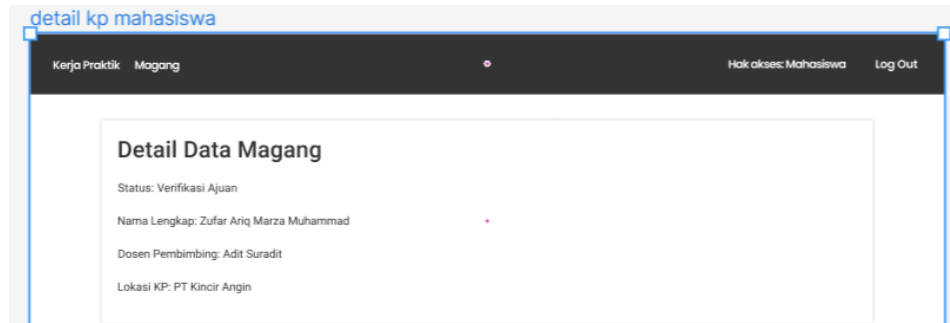 detail kp mahasiswa
Kerja Praktik Magang Hak akses: Mahasiswa Log Out
Detail Data Magang
Status: Verifikasi Ajuan
Nama Lengkap: Zufar Ariq Marza Muhammad
Dosen Pembimbing: Adit Suradit
Lokasi KP: PT Kincir Angin